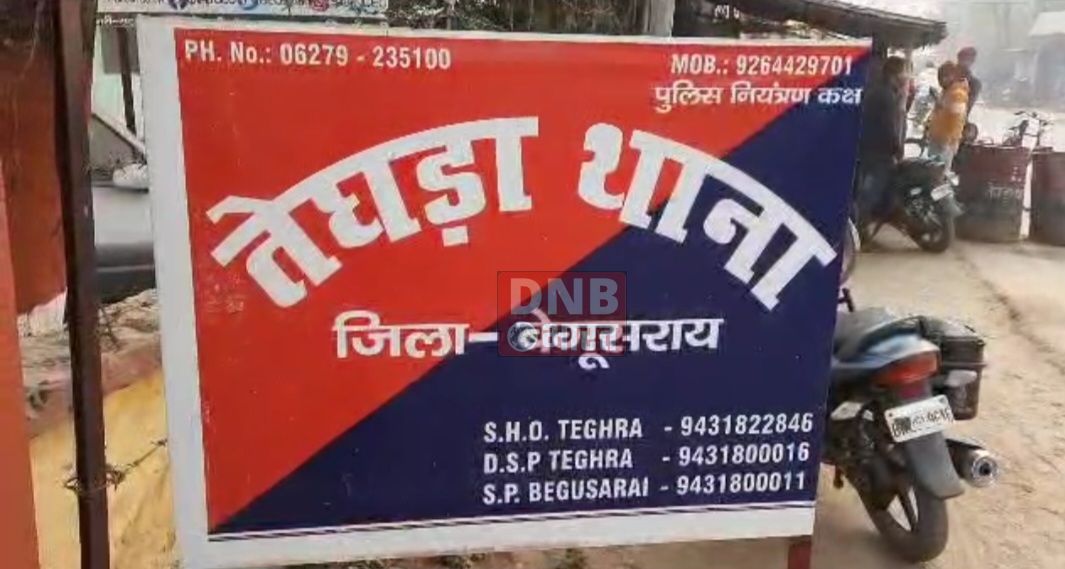 PH. No.: 06279 - 235100
MOB.: 9264429701
पुलिस नियंत्रण कक्ष
तेघड़ा थाना
DNB
जिला- बेगूसराय
S.H.O. TEGHRA - 9431822846
D.S.P TEGHRA - 9431800016
S.P. BEGUSARAI - 9431800011